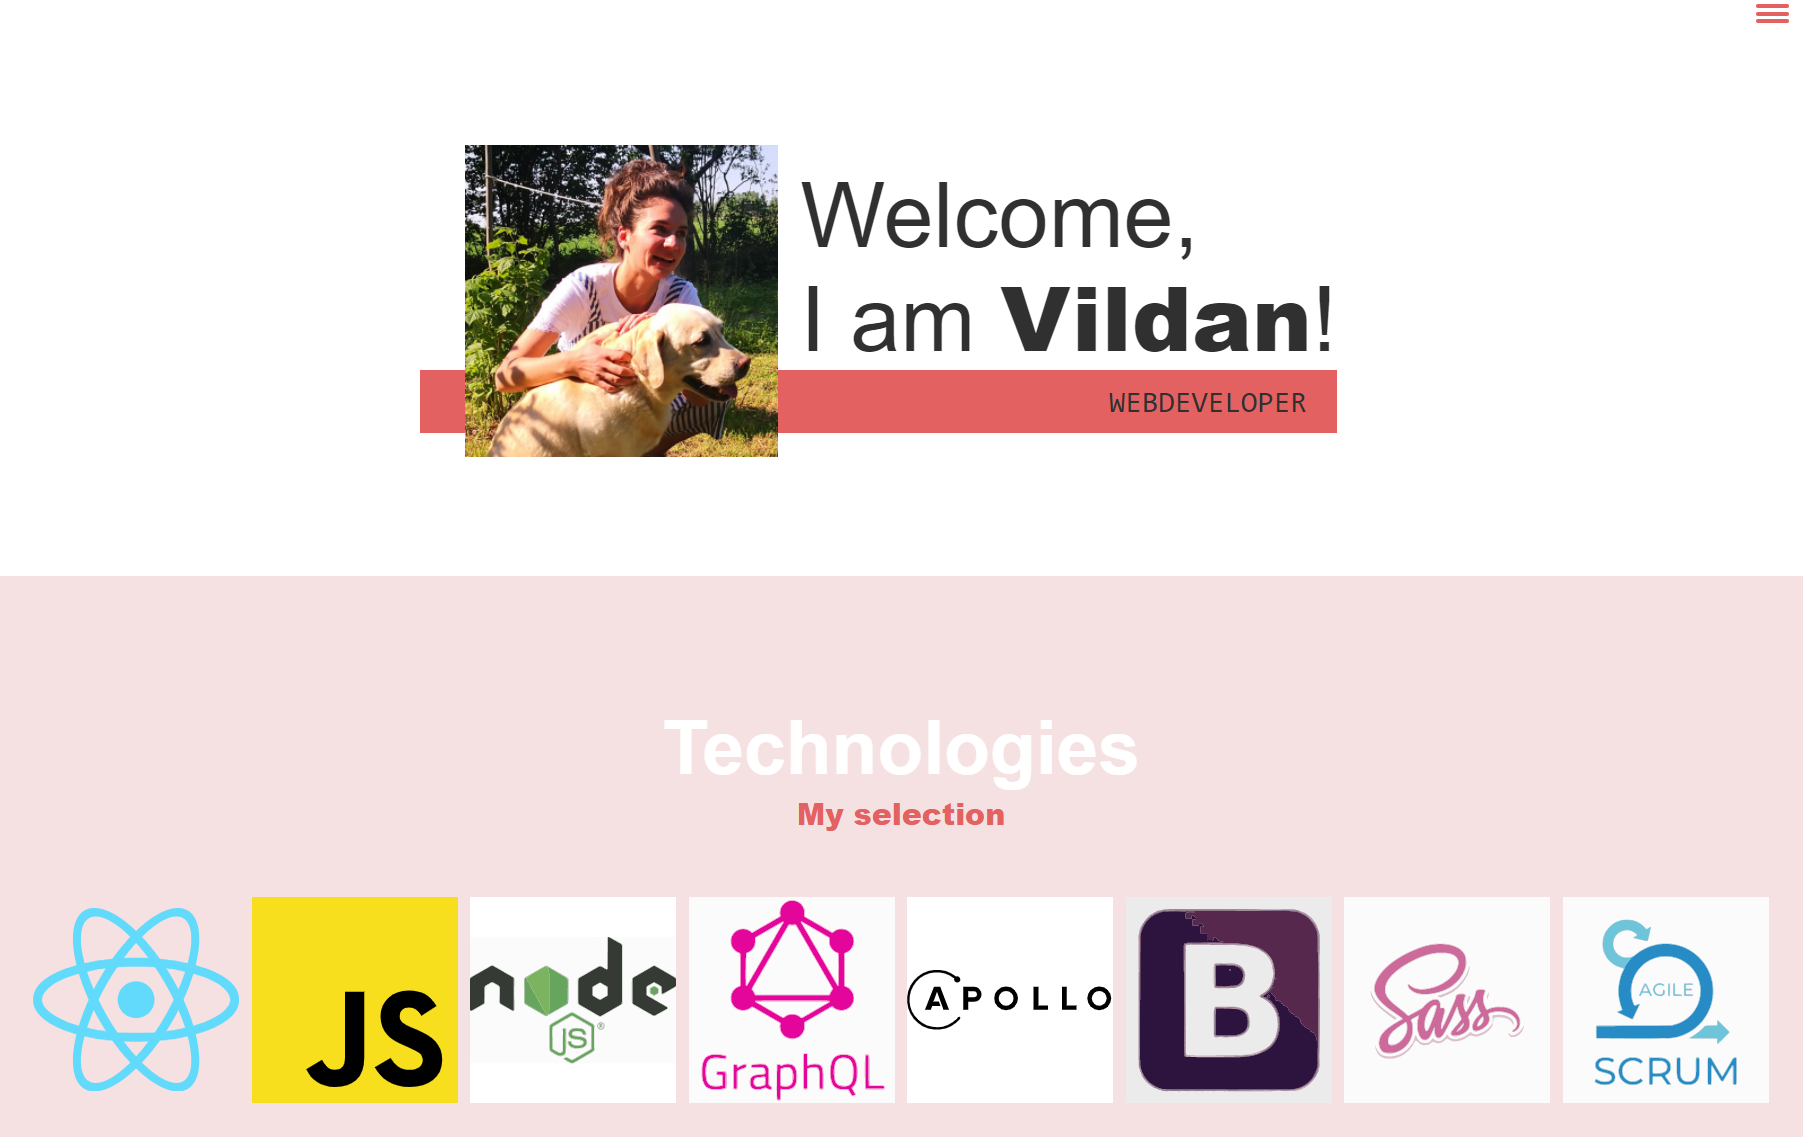 Welcome,
I am Vildan!
WEBDEVELOPER
Technologies
My selection
JS
node
JS®
GraphQL
APOLLO
B
Sass
AGILE
SCRUM